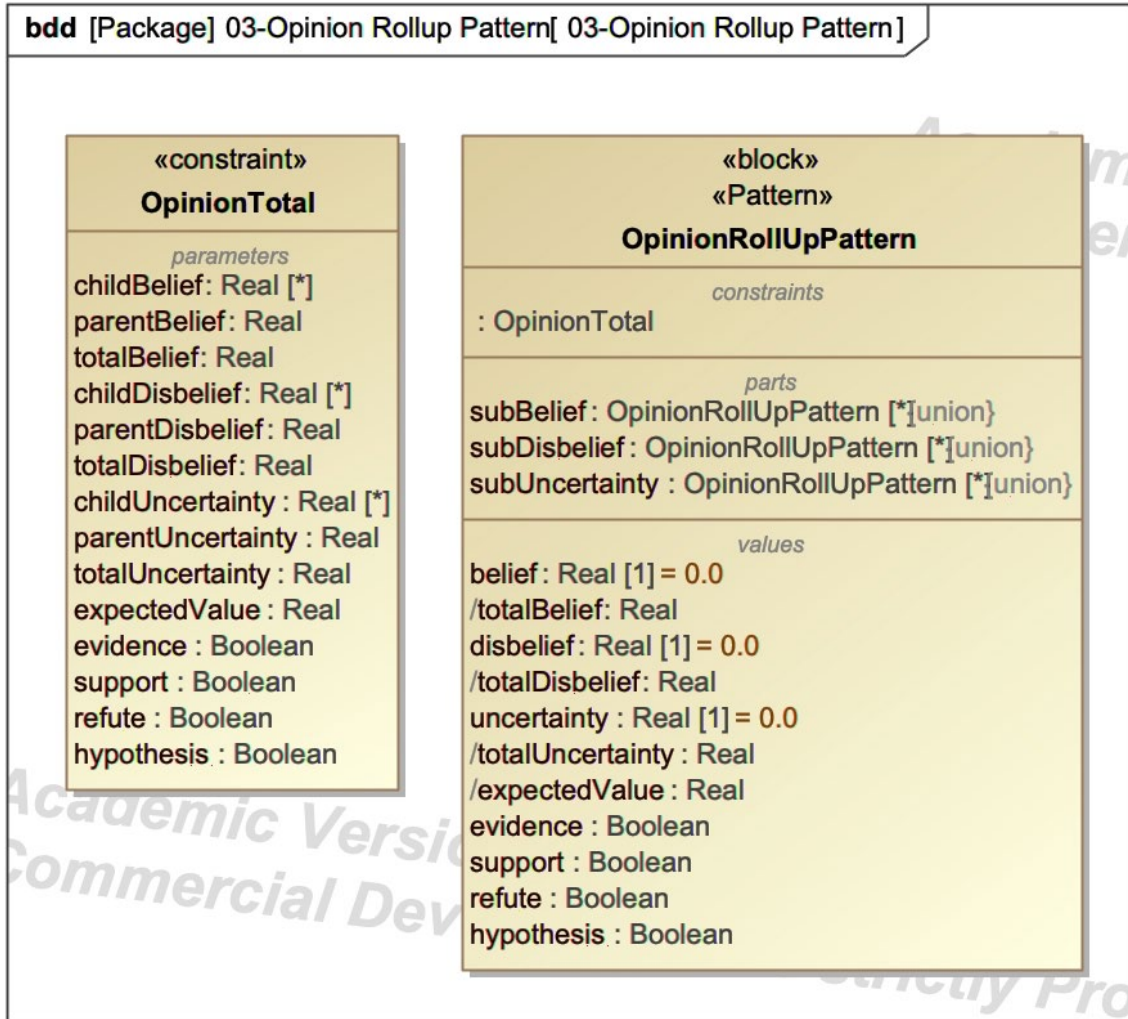 bdd [Package] 03-Opinion Rollup Pattern[ 03-Opinion Rollup Pattern ]
«constraint»
OpinionTotal
parameters
childBelief : Real [*]
parentBelief : Real
totalBelief : Real
childDisbelief : Real [*]
parentDisbelief : Real
totalDisbelief : Real
childUncertainty : Real [*]
parentUncertainty : Real
totalUncertainty : Real
expectedValue : Real
evidence : Boolean
support : Boolean
refute : Boolean
hypothesis : Boolean
«block»
«Pattern»
OpinionRollUpPattern
constraints
: OpinionTotal
parts
subBelief : OpinionRollUpPattern [*]{union}
subDisbelief : OpinionRollUpPattern [*]{union}
subUncertainty : OpinionRollUpPattern [*]{union}
values
belief : Real [1] = 0.0
/totalBelief : Real
disbelief : Real [1] = 0.0
/totalDisbelief : Real
uncertainty : Real [1] = 0.0
/totalUncertainty : Real
/expectedValue : Real
evidence : Boolean
support : Boolean
refute : Boolean
hypothesis : Boolean
Academic
Commercial